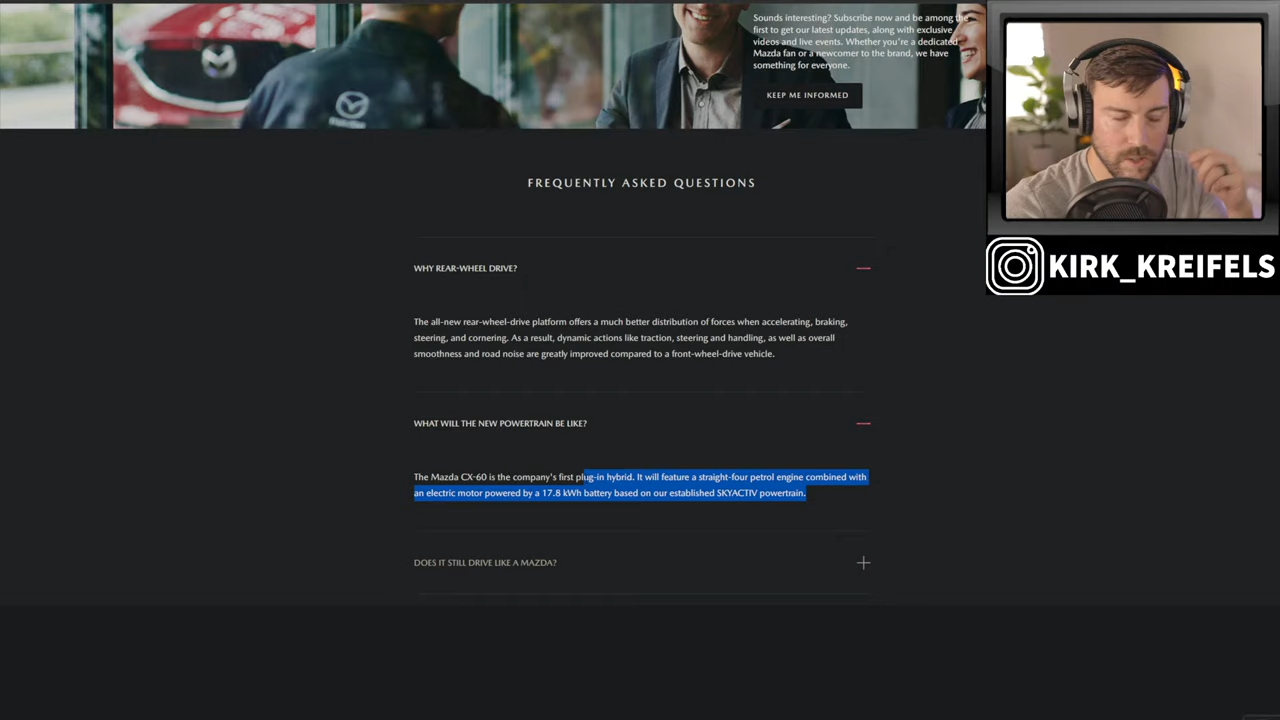 Sounds interesting? Subscribe now and be among the
first to get our latest updates, along with exclusive
videos and live events. Whether you're a dedicated
Mazda fan or a newcomer to the brand, we have
something for everyone.
KEEP ME INFORMED
KIRK_KREIFELS
FREQUENTLY ASKED QUESTIONS
WHY REAR-WHEEL DRIVE?
The all-new rear-wheel-drive platform offers a much better distribution of forces when accelerating, braking,
steering, and cornering. As a result, dynamic actions like traction, steering and handling, as well as overall
smoothness and road noise are greatly improved compared to a front-wheel-drive vehicle.
WHAT WILL THE NEW POWERTRAIN BE LIKE?
The Mazda CX-60 is the company's first plug-in hybrid. It will feature a straight-four petrol engine combined with
an electric motor powered by a 17.8 kWh battery based on our established SKYACTIV powertrain.
DOES IT STILL DRIVE LIKE A MAZDA?